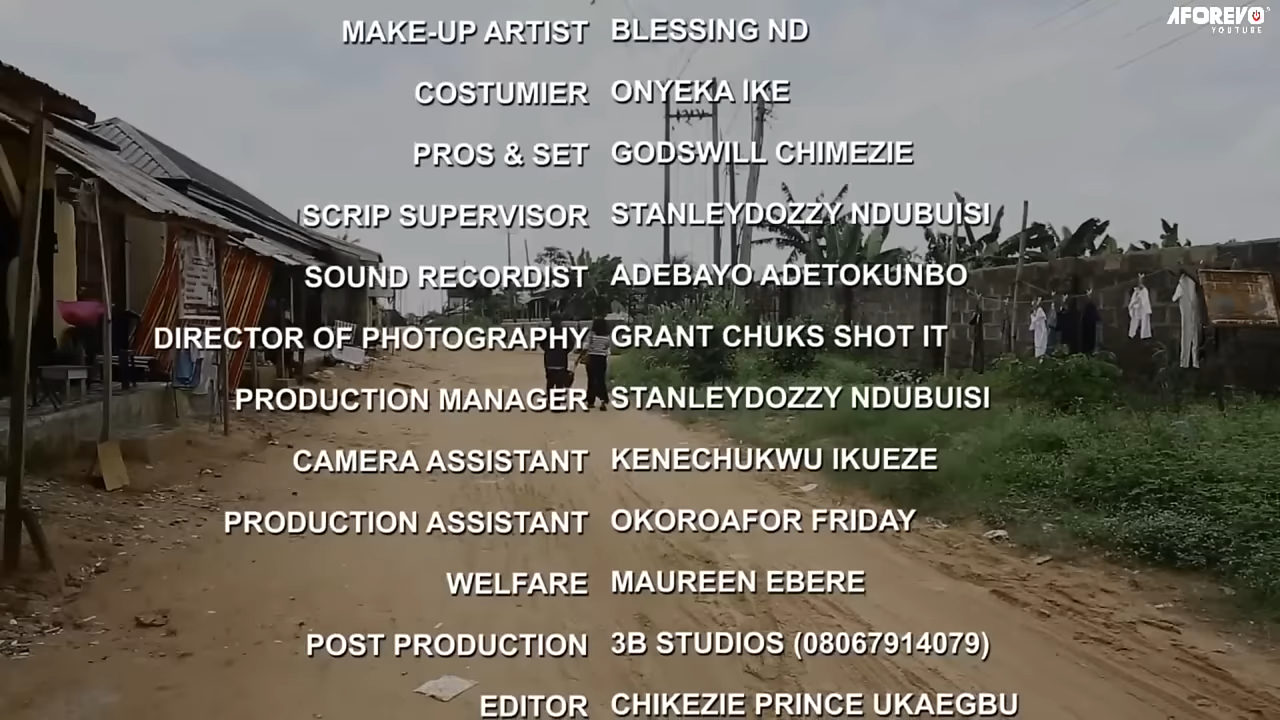 AFOREVO
YOUTUBE
MAKE-UP ARTIST BLESSING ND
COSTUMIER ONYEKA IKE
PROS & SET GODSWILL CHIMEZIE
SCRIP SUPERVISOR STANLEYDOZZY NDUBUISI
SOUND RECORDIST ADEBAYO ADETOKUNBO
DIRECTOR OF PHOTOGRAPHY GRANT CHUKS SHOT IT
PRODUCTION MANAGER STANLEYDOZZY NDUBUISI
CAMERA ASSISTANT KENECHUKWU IKUEZE
PRODUCTION ASSISTANT OKOROAFOR FRIDAY
WELFARE MAUREEN EBERE
POST PRODUCTION 3B STUDIOS (08067914079)
EDITOR CHIKEZIE PRINCE UKAEGBU